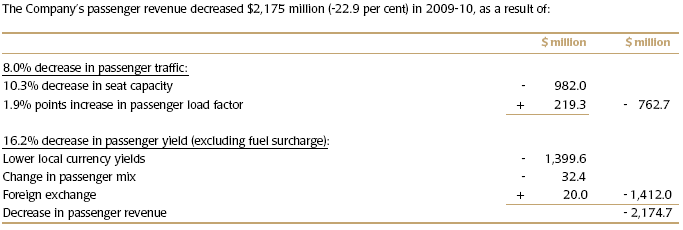 The Company's passenger revenue decreased $2,175 million (-22.9 per cent) in 2009-10, as a result of:
$ million $ million
8.0% decrease in passenger traffic:
10.3% decrease in seat capacity - 982.0
1.9% points increase in passenger load factor + 219.3 - 762.7
16.2% decrease in passenger yield (excluding fuel surcharge):
Lower local currency yields - 1,399.6
Change in passenger mix - 32.4
Foreign exchange + 20.0 - 1,412.0
Decrease in passenger revenue - 2,174.7